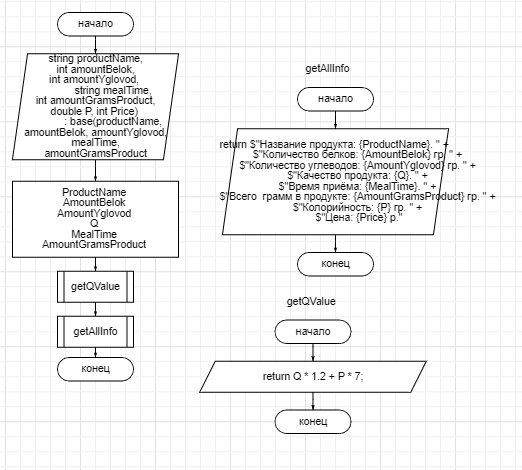 начало
string productName,
int amountBelok,
int amountYglovod,
string mealTime,
int amountGramsProduct,
double P, int Price)
: base(productName,
amountBelok, amountYglovod,
mealTime,
amountGramsProduct
ProductName
AmountBelok
AmountYglovod
Q
MealTime
AmountGramsProduct
getQValue
getAllInfo
конец
getAllInfo
начало
return $"Название продукта: {ProductName}. " +
$"Количество белков: {AmountBelok} гр. " +
$"Количество углеводов: {AmountYglovod} гр. " +
$"Качество продукта: {Q}. " +
$"Время приёма: {MealTime}. " +
$"Всего грамм в продукте: {AmountGramsProduct} гр. " +
$"Колорийность: {P} гр. " +
$"Цена: {Price} р."
конец
getQValue
начало
return Q * 1.2 + P * 7;
конец